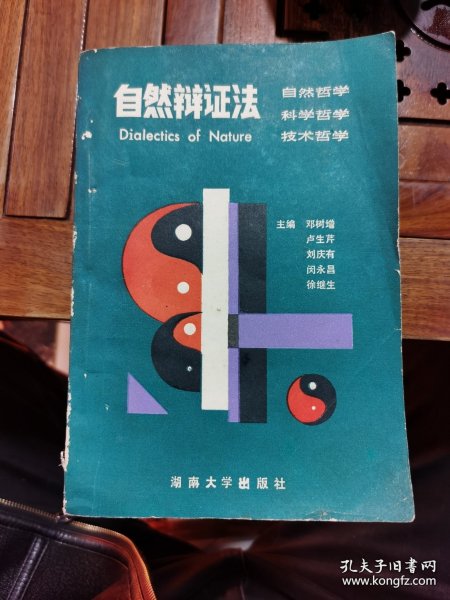 自然辩证法
Dialectics of Nature
自然哲学
科学哲学
技术哲学
主编 邓树增
卢生芹
刘庆有
闵永昌
徐继生
湖南大学出版社
孔夫子旧书网
www.kongfz.com